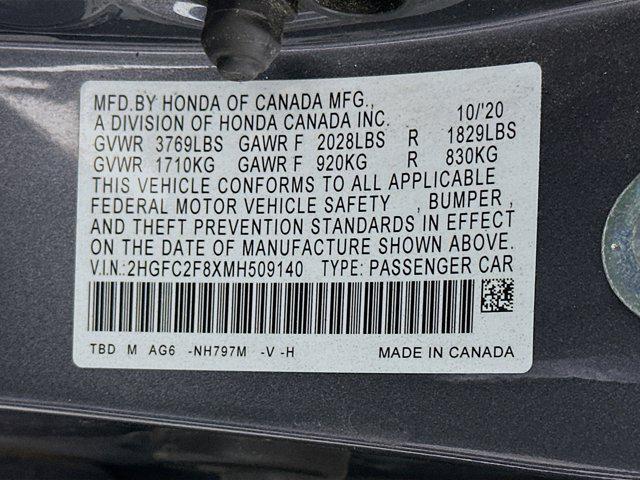 MFD.BY HONDA OF CANADA MFG.,
A DIVISION OF HONDA CANADA INC. 10/'20
GVWR 3769LBS GAWR F 2028LBS R 1829LBS
GVWR 1710KG GAWR F 920KG R 830KG
THIS VEHICLE CONFORMS TO ALL APPLICABLE
FEDERAL MOTOR VEHICLE SAFETY , BUMPER ,
AND THEFT PREVENTION STANDARDS IN EFFECT
ON THE DATE OF MANUFACTURE SHOWN ABOVE.
V.I.N.:2HGFC2F8XMH509140 TYPE: PASSENGER CAR
TBD M AG6 -NH797M -V -H MADE IN CANADA